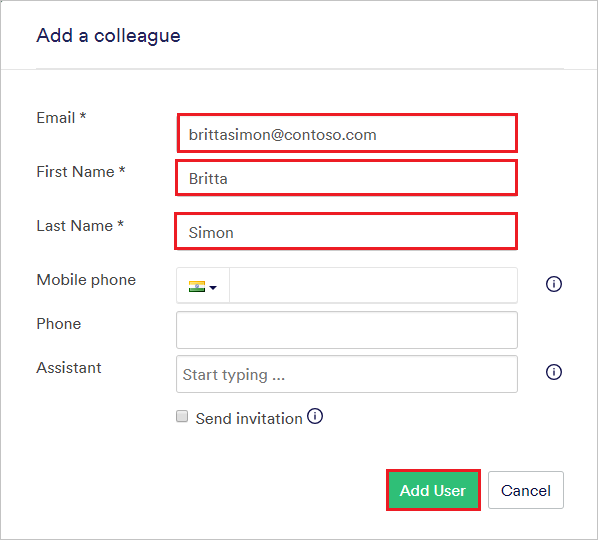 Add a colleague
Email *
brittasimon@contoso.com
First Name *
Britta
Last Name *
Simon
Mobile phone
Phone
Assistant
Start typing ...
Send invitation
Add User
Cancel